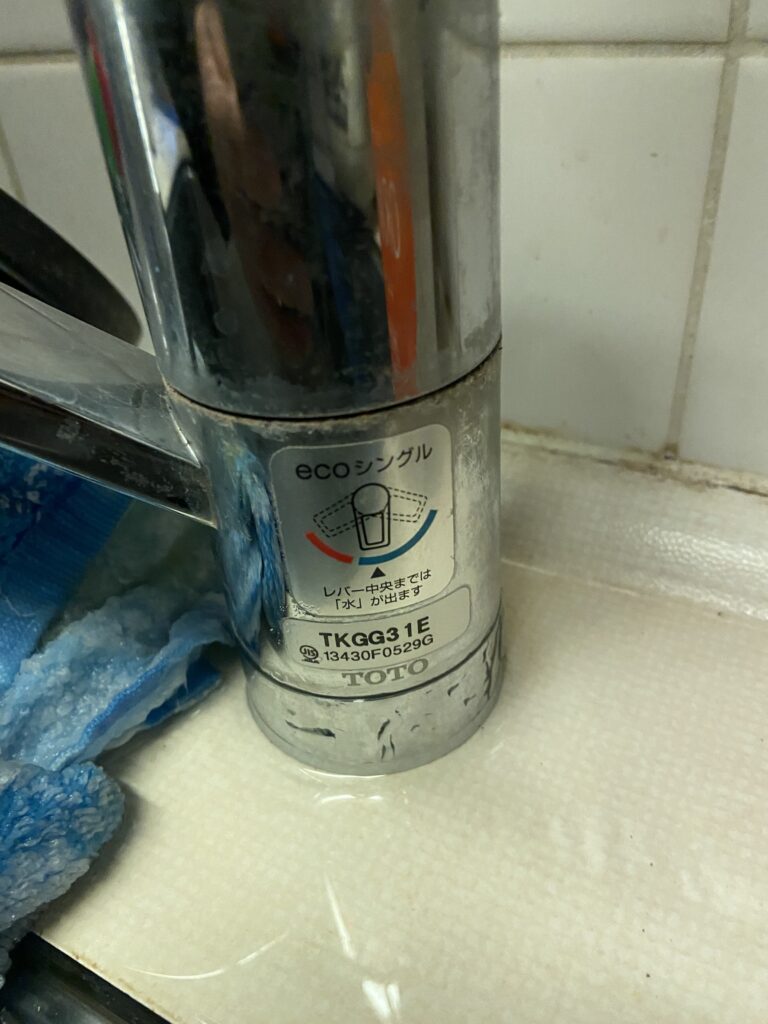 ecoシングル
レバー中央までは
「水」が出ます
TKGG31E
JIS 13430F0529G
TOTO